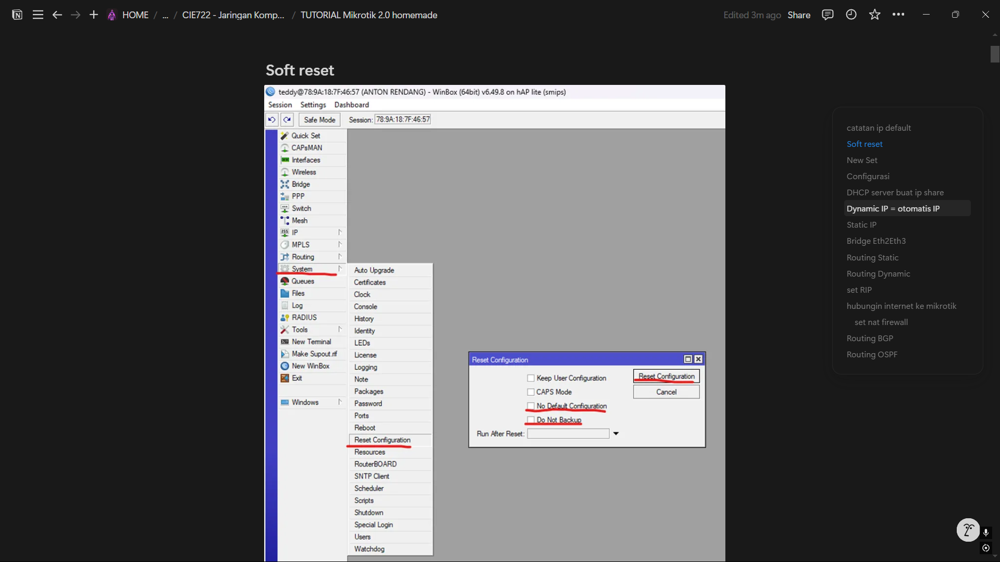 HOME / ... / CIE722 - Jaringan Komp... / TUTORIAL Mikrotik 2.0 homemade
Edited 3m ago Share
Soft reset
teddy@78:9A:18:7F:46:57 (ANTON RENDANG) - WinBox (64bit) v6.49.8 on hAP lite (smips)
Session Settings Dashboard
Safe Mode Session: 78:9A:18:7F:46:57
Quick Set
CAPsMAN
Interfaces
Wireless
Bridge
PPP
Switch
Mesh
IP
MPLS
Routing
System
Queues
Files
Log
RADIUS
Tools
New Terminal
Make Supout.rif
New WinBox
Exit
Windows
Auto Upgrade
Certificates
Clock
Console
History
Identity
LEDs
License
Logging
Note
Packages
Password
Ports
Reboot
Reset Configuration
Resources
RouterBOARD
SNTP Client
Scheduler
Scripts
Shutdown
Special Login
Users
Watchdog
Reset Configuration
Keep User Configuration
CAPS Mode
No Default Configuration
Do Not Backup
Run After Reset:
Reset Configuration
Cancel
catatan ip default
Soft reset
New Set
Configurasi
DHCP server buat ip share
Dynamic IP = otomatis IP
Static IP
Bridge Eth2Eth3
Routing Static
Routing Dynamic
set RIP
hubungin internet ke mikrotik
set nat firewall
Routing BGP
Routing OSPF